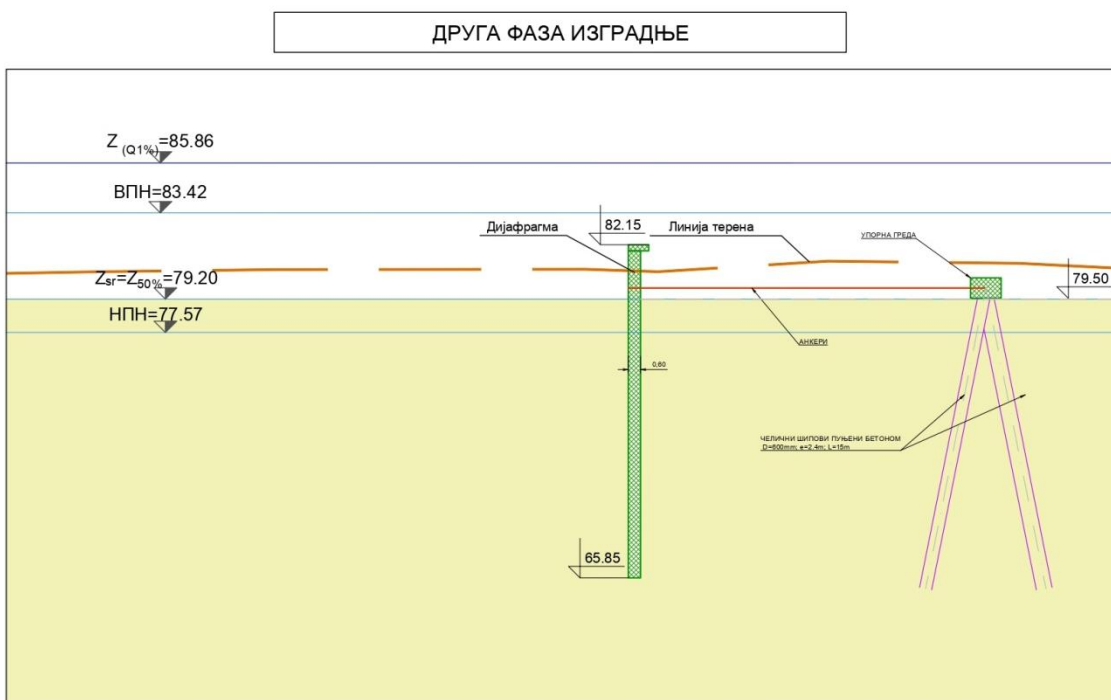 ДРУГА ФАЗА ИЗГРАДЊЕ
Z (Q1%)=85.86
ВПН=83.42
82.15
Дијафрагма
Линија терена
УПОРНА ГРЕДА
Zsr=Z50%=79.20
79.50
НПН=77.57
АНКЕРИ
0,60
ЧЕЛИЧНИ ШИПОВИ ПУЊЕНИ БЕТОНОМ
D=600mm; e=2.4m; L=15m
65.85